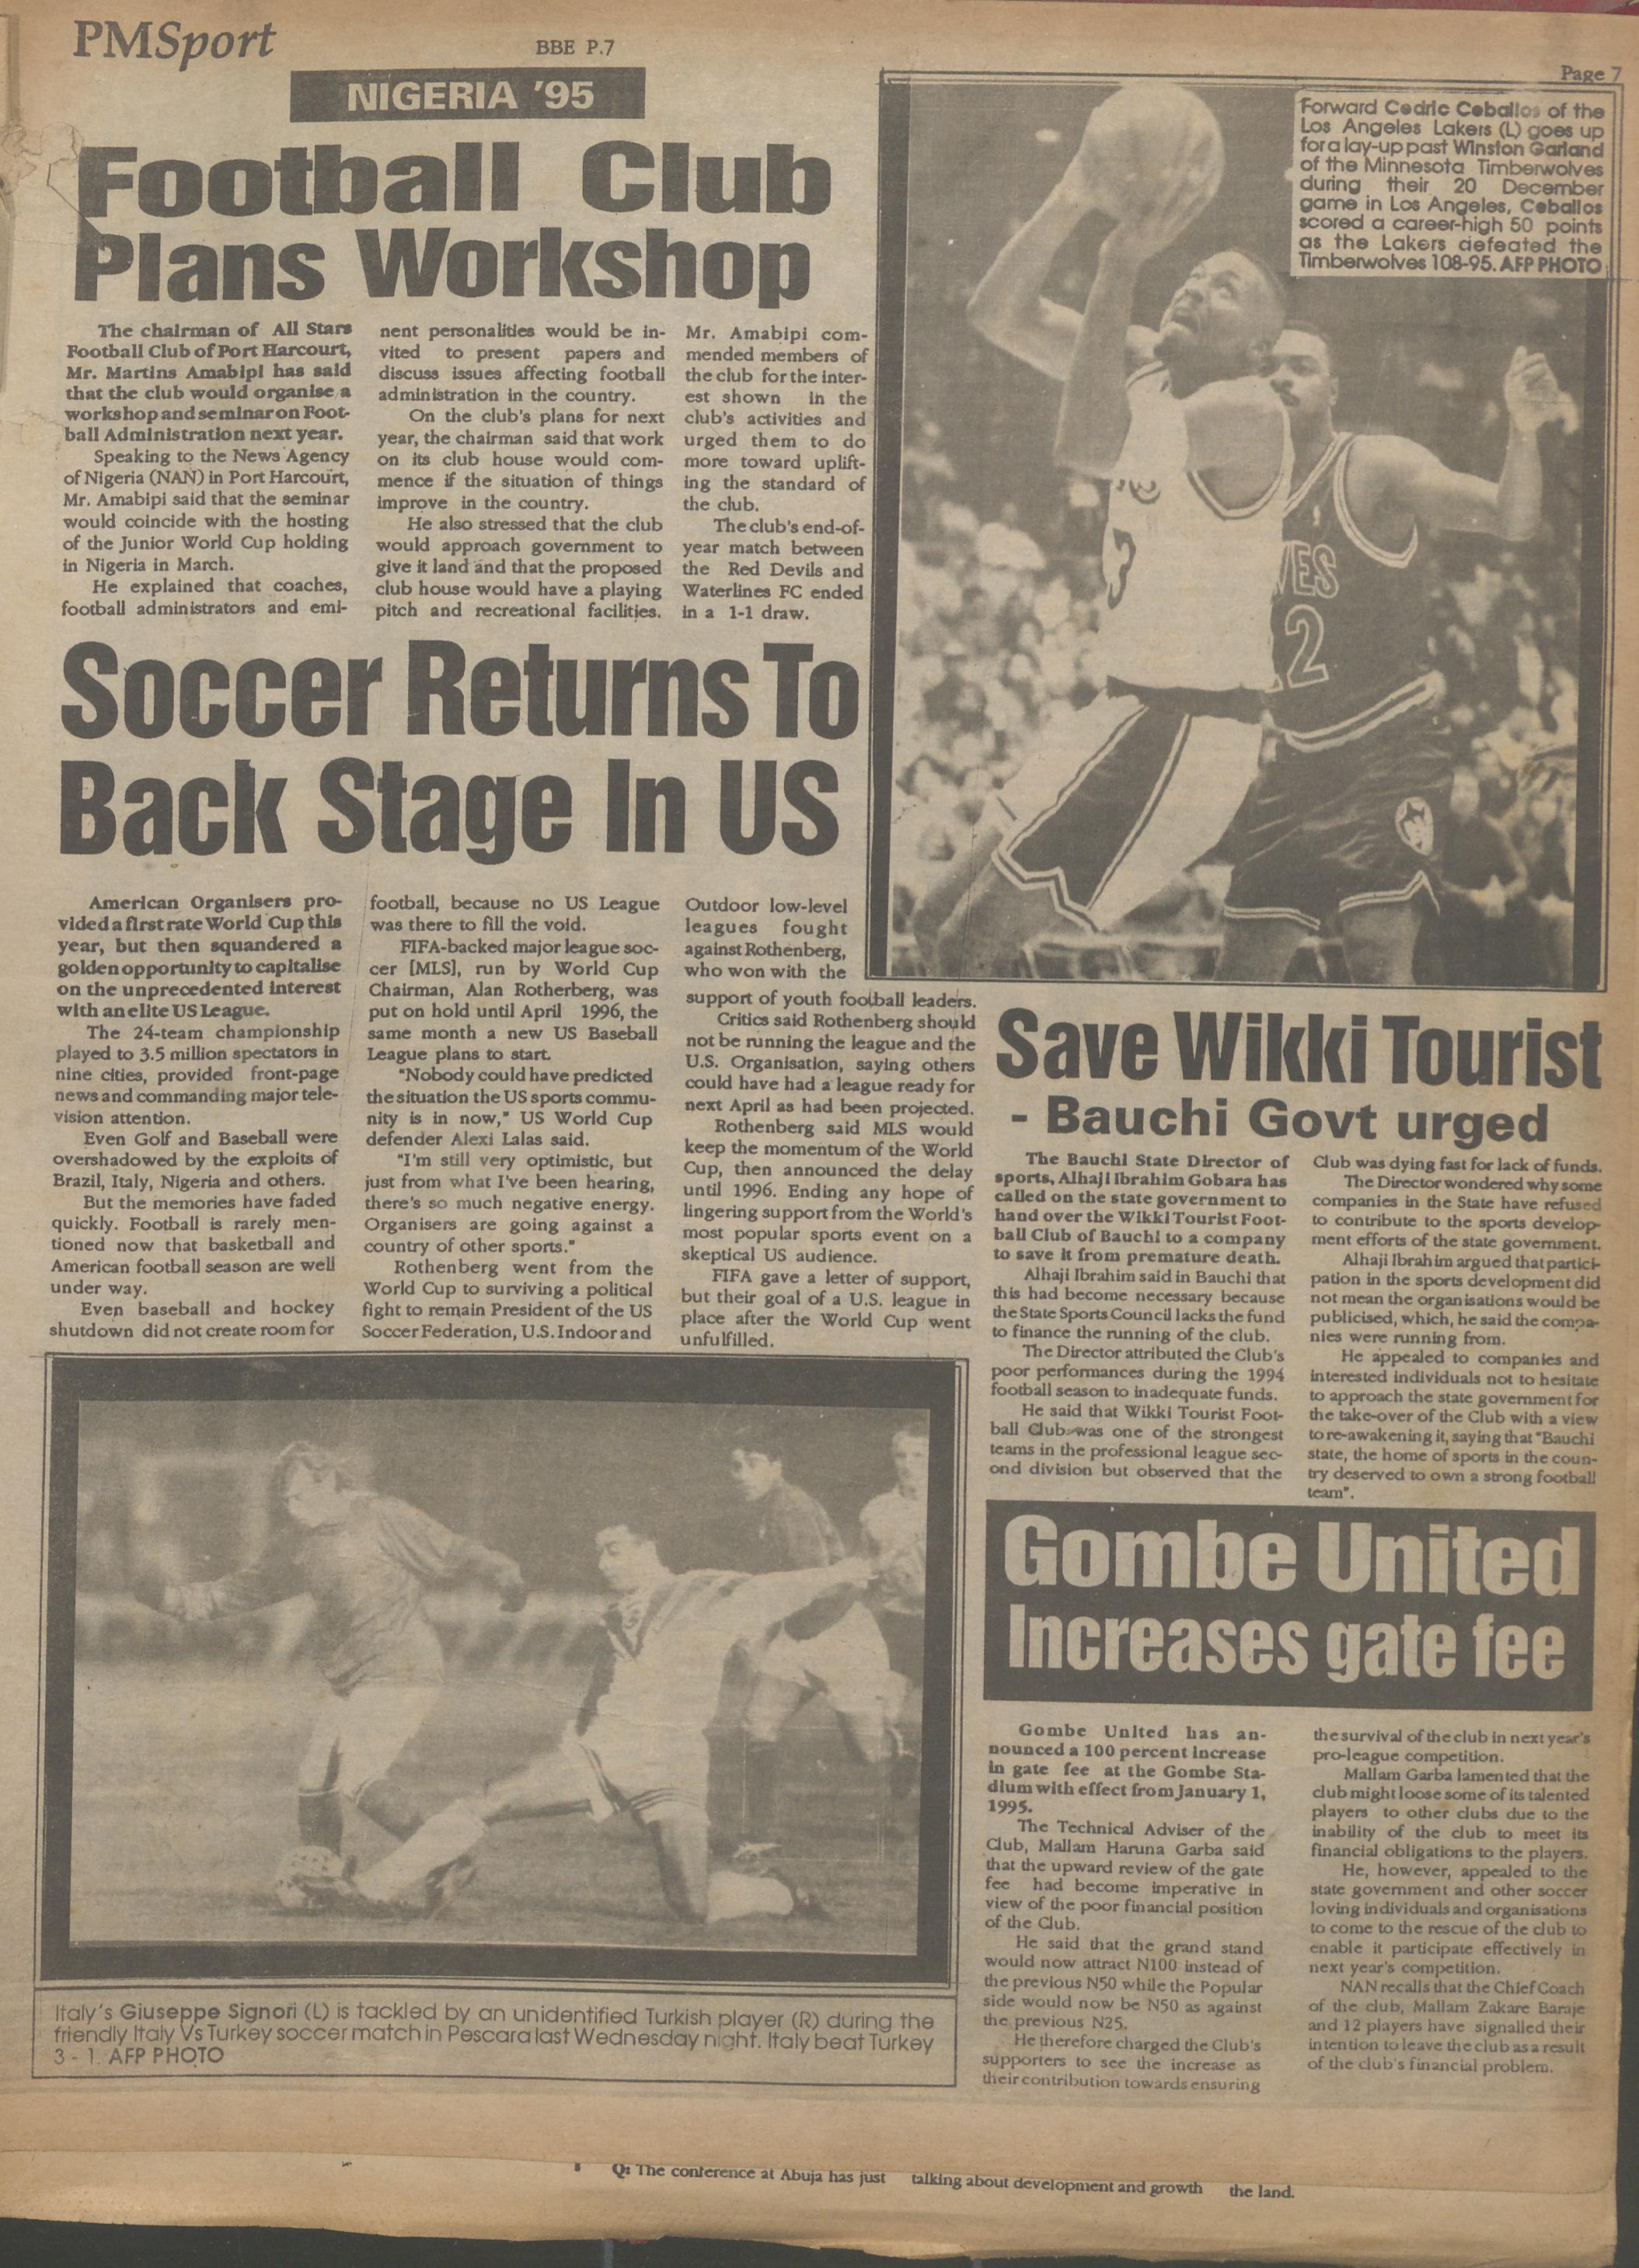 PMSport
BBE P.7
Page 7
NIGERIA '95
Football Club
Plans Workshop
The chairman of All Stars
Football Club of Port Harcourt,
Mr. Martins Amabipi has said
that the club would organise a
workshop and seminar on Foot-
ball Administration next year.
Speaking to the News Agency
of Nigeria (NAN) in Port Harcourt,
Mr. Amabipi said that the seminar
would coincide with the hosting
of the Junior World Cup holding
in Nigeria in March.
He explained that coaches,
football administrators and emi-
nent personalities would be in-
vited to present papers and
discuss issues affecting football
administration in the country.
On the club's plans for next
year, the chairman said that work
on its club house would com-
mence if the situation of things
improve in the country.
He also stressed that the club
would approach government to
give it land and that the proposed
club house would have a playing
pitch and recreational facilities.
Mr. Amabipi com-
mended members of
the club for the inter-
est shown in the
club's activities and
urged them to do
more toward uplift-
ing the standard of
the club.
The club's end-of-
year match between
the Red Devils and
Waterlines FC ended
in a 1-1 draw.
Forward Cedric Ceballos of the
Los Angeles Lakers (L) goes up
for a lay-up past Winston Garland
of the Minnesota Timberwolves
during their 20 December
game in Los Angeles, Ceballos
scored a career-high 50 points
as the Lakers defeated the
Timberwolves 108-95. AFP PHOTO
VES
2
Soccer Returns To
Back Stage In US
American Organisers pro-
vided a first rate World Cup this
year, but then squandered a
golden opportunity to capitalise
on the unprecedented interest
with an elite US League.
The 24-team championship
played to 3.5 million spectators in
nine cities, provided front-page
news and commanding major tele-
vision attention.
Even Golf and Baseball were
overshadowed by the exploits of
Brazil, Italy, Nigeria and others.
But the memories have faded
quickly. Football is rarely men-
tioned now that basketball and
American football season are well
under way.
Even baseball and hockey
shutdown did not create room for
football, because no US League
was there to fill the void.
FIFA-backed major league soc-
cer [MLS], run by World Cup
Chairman, Alan Rotherberg, was
put on hold until April 1996, the
same month a new US Baseball
League plans to start.
"Nobody could have predicted
the situation the US sports commu-
nity is in now," US World Cup
defender Alexi Lalas said.
"I'm still very optimistic, but
just from what I've been hearing,
there's so much negative energy.
Organisers are going against a
country of other sports."
Rothenberg went from the
World Cup to surviving a political
fight to remain President of the US
Soccer Federation, U.S. Indoor and
Outdoor low-level
leagues fought
against Rothenberg,
who won with the
support of youth football leaders.
Critics said Rothenberg should
not be running the league and the
U.S. Organisation, saying others
could have had a league ready for
next April as had been projected.
Rothenberg said MLS would
keep the momentum of the World
Cup, then announced the delay
until 1996. Ending any hope of
lingering support from the World's
most popular sports event on a
skeptical US audience.
FIFA gave a letter of support,
but their goal of a U.S. league in
place after the World Cup went
unfulfilled.
Save Wikki Tourist
- Bauchi Govt urged
The Bauchi State Director of
sports, Alhaji Ibrahim Gobara has
called on the state government to
hand over the Wikki Tourist Foot-
ball Club of Bauchi to a company
to save it from premature death.
Alhaji Ibrahim said in Bauchi that
this had become necessary because
the State Sports Council lacks the fund
to finance the running of the club.
The Director attributed the Club's
poor performances during the 1994
football season to inadequate funds.
He said that Wikki Tourist Foot-
ball Club was one of the strongest
teams in the professional league sec-
ond division but observed that the
Club was dying fast for lack of funds.
The Director wondered why some
companies in the State have refused
to contribute to the sports develop-
ment efforts of the state government.
Alhaji Ibrahim argued that partici-
pation in the sports development did
not mean the organisations would be
publicised, which, he said the compa-
nies were running from.
He appealed to companies and
interested individuals not to hesitate
to approach the state government for
the take-over of the Club with a view
to re-awakening it, saying that "Bauchi
state, the home of sports in the coun-
try deserved to own a strong football
team".
Italy's Giuseppe Signori (L) is tackled by an unidentified Turkish player (R) during the
friendly Italy Vs Turkey soccer match in Pescara last Wednesday night. Italy beat Turkey
3 - 1. AFP PHOTO
Gombe United
Increases gate fee
Gombe United has an-
nounced a 100 percent increase
in gate fee at the Gombe Sta-
dium with effect from January 1,
1995.
The Technical Adviser of the
Club, Mallam Haruna Garba said
that the upward review of the gate
fee had become imperative in
view of the poor financial position
of the Club.
He said that the grand stand
would now attract N100 instead of
the previous N50 while the Popular
side would now be N50 as against
the previous N25.
He therefore charged the Club's
supporters to see the increase as
their contribution towards ensuring
the survival of the club in next year's
pro-league competition.
Mallam Garba lamented that the
club might loose some of its talented
players to other clubs due to the
inability of the club to meet its
financial obligations to the players.
He, however, appealed to the
state government and other soccer
loving individuals and organisations
to come to the rescue of the club to
enable it participate effectively in
next year's competition.
NAN recalls that the Chief Coach
of the club, Mallam Zakare Baraje
and 12 players have signalled their
intention to leave the club as a result
of the club's financial problem.
Q: The conference at Abuja has just talking about development and growth the land.